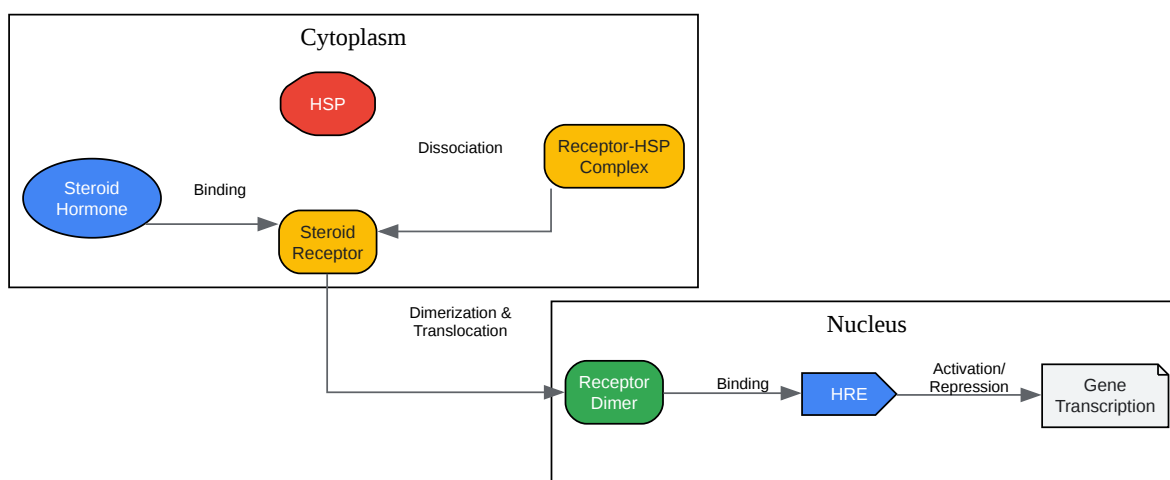 Cytoplasm
HSP
Dissociation
Receptor-HSP
Complex
Steroid
Hormone
Binding
Steroid
Receptor
Dimerization &
Translocation
Nucleus
Receptor
Dimer
Binding
HRE
Activation/
Repression
Gene
Transcription